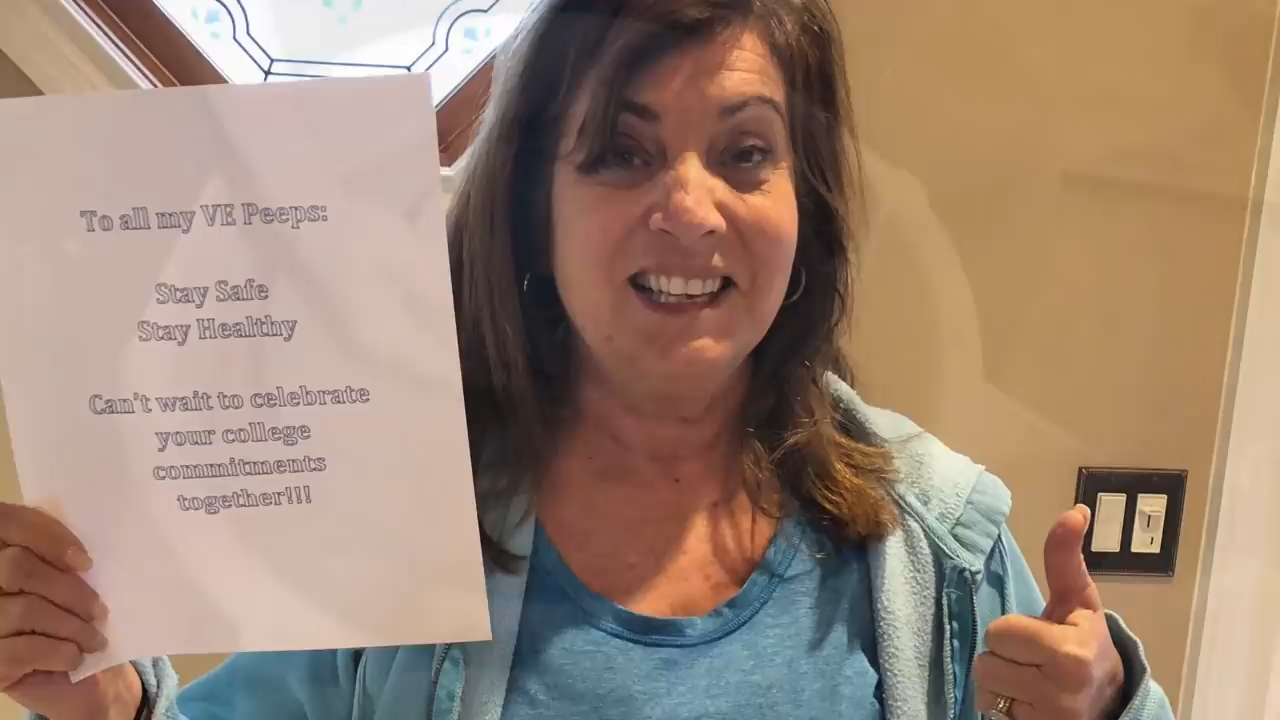 To all my VE Peeps:
Stay Safe
Stay Healthy
Can't wait to celebrate
your college
commitments
together!!!